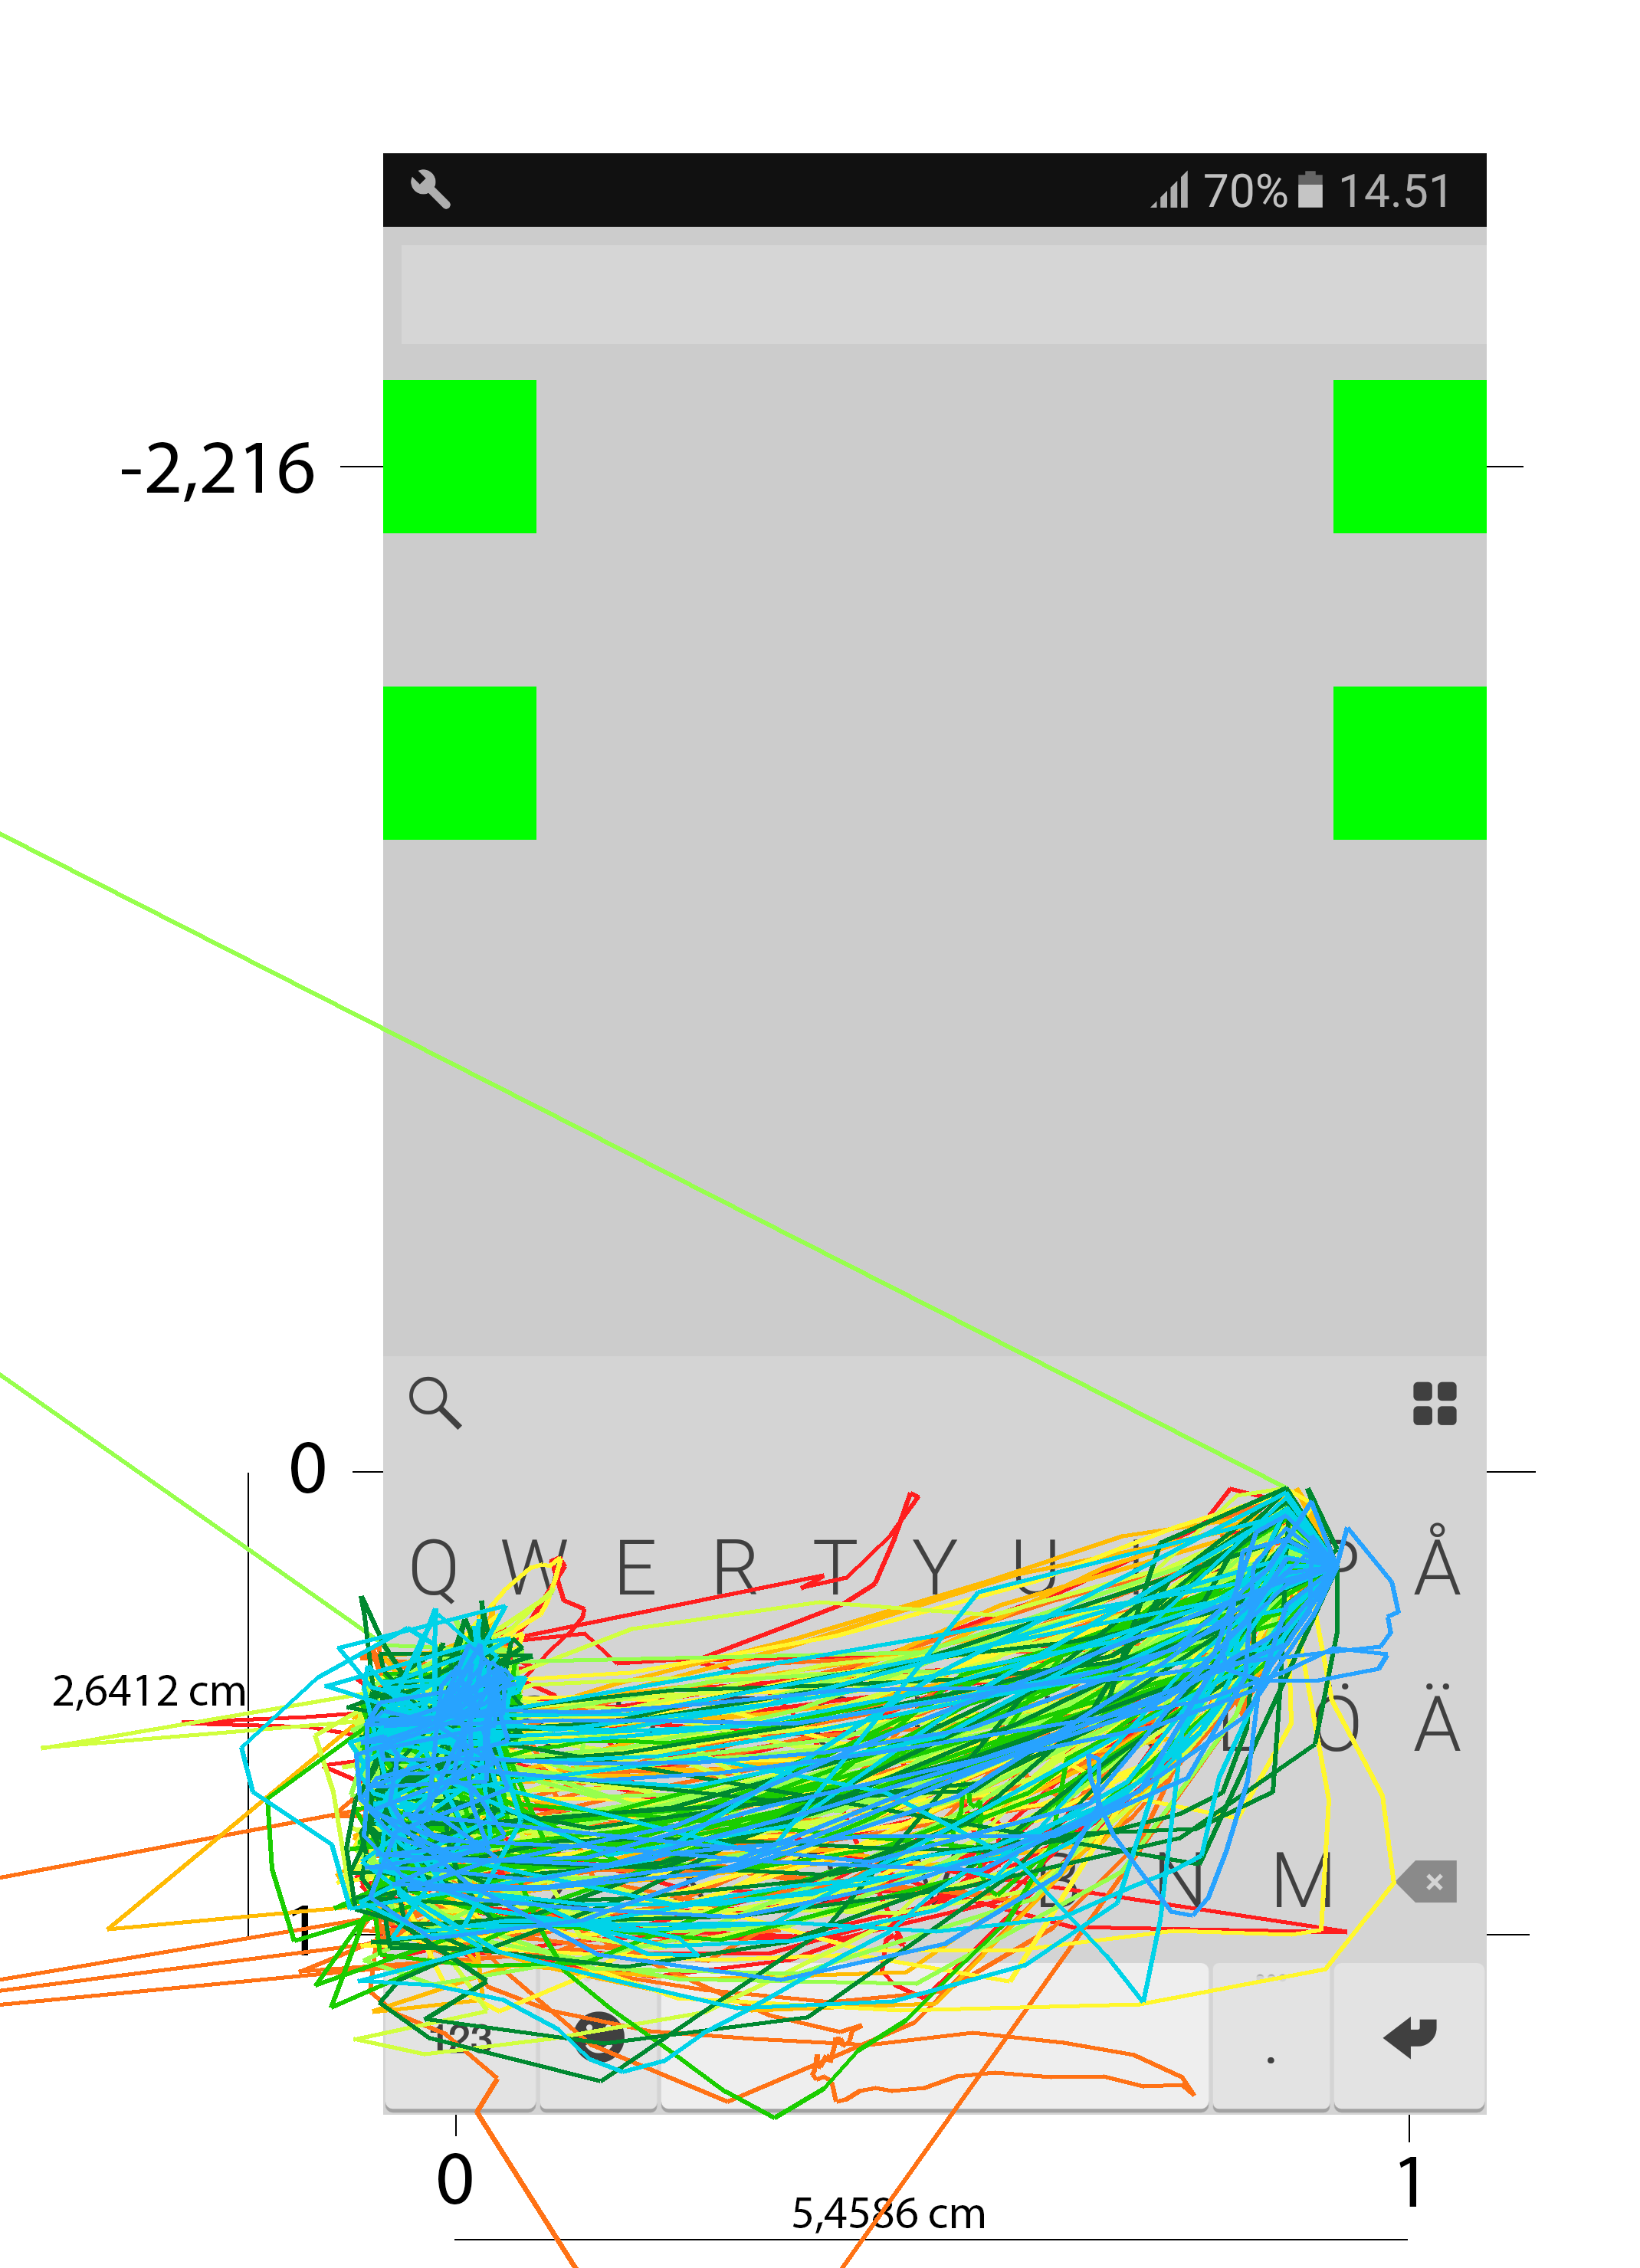 70% 14.51
-2,216
0
Q W E R T Y U I P Å
2,6412 cm
L Ö Ä
1
B N M
123
.
0 1
5,4586 cm